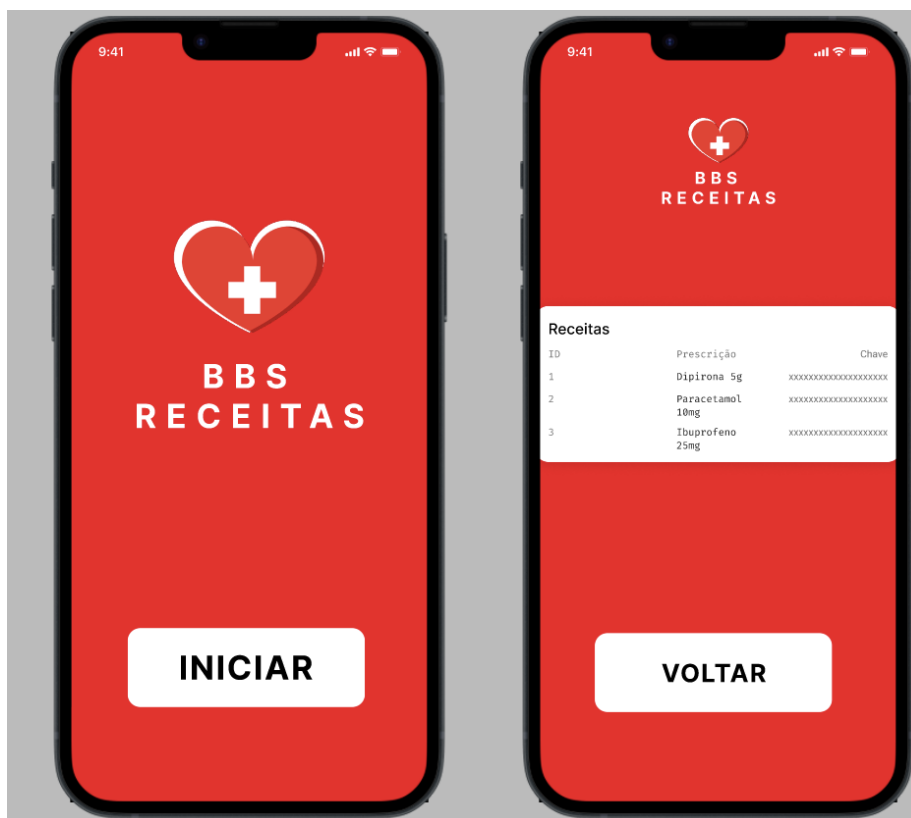 9:41
BBS
RECEITAS
INICIAR
9:41
BBS
RECEITAS
Receitas
ID Prescrição Chave
1 Dipirona 5g xxxxxxxxxxxxxxxxxxxx
2 Paracetamol xxxxxxxxxxxxxxxxxxxx
10mg
3 Ibuprofeno xxxxxxxxxxxxxxxxxxxx
25mg
VOLTAR